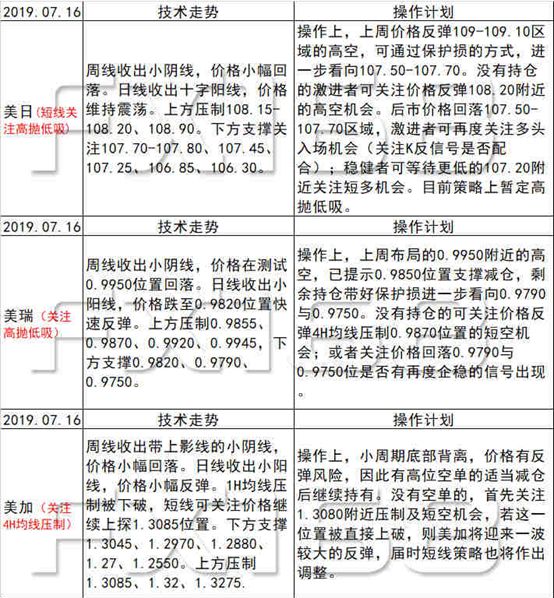 2019.07.16
技术走势
操作计划
美日(短线关
注高抛低吸)
周线收出小阴线，价格小幅回
落。日线收出十字阳线，价格
维持震荡。上方压制108.15-
108.20、108.90。下方支撑关
注107.70-107.80、107.45、
107.25、106.85、106.30。
操作上，上周价格反弹109-109.10区
域的高空，可通过保护损的方式，进
一步看向107.50-107.70。没有持仓
的激进者可关注价格反弹108.20附近
的高空机会。后市价格回落107.50-
107.70区域，激进者可再度关注多头
入场机会（关注K反信号是否配
合）；稳健者可等待更低的107.20附
近关注短多机会。目前策略上暂定高
抛低吸。
2019.07.16
技术走势
操作计划
美瑞（关注
高抛低吸）
周线收出小阴线，价格在测试
0.9950位置回落。日线收出小
阳线，价格跌至0.9820位置快
速反弹。上方压制0.9855、
0.9870、0.9920、0.9945，下
方支撑0.9820、0.9790、
0.9750。
操作上，上周布局的0.9950附近的高
空，已提示0.9850位置支撑减仓，剩
余持仓带好保护损进一步看向0.9790
与0.9750。没有持仓的可关注价格反
弹4H均线压制0.9870位置的短空机
会；或者关注价格回落0.9790与
0.9750位是否有再度企稳的信号出现
。
2019.07.16
技术走势
操作计划
美加（关注
4H均线压制）
周线收出带上影线的小阴线，
价格小幅回落。日线收出小阳
线，价格小幅反弹。1H均线压
制被下破，短线可关注价格继
续上探1.3085位置。下方支撑
1.3045、1.2970、1.2880、
1.27、1.2550。上方压制
1.3085、1.32、1.3275.
操作上，小周期底部背离，价格有反
弹风险，因此有高位空单的适当减仓
后继续持有。没有空单的，首先关注
1.3080附近压制及短空机会，若这一
位置被直接上破，则美加将迎来一波
较大的反弹，届时短线策略也将作出
调整。